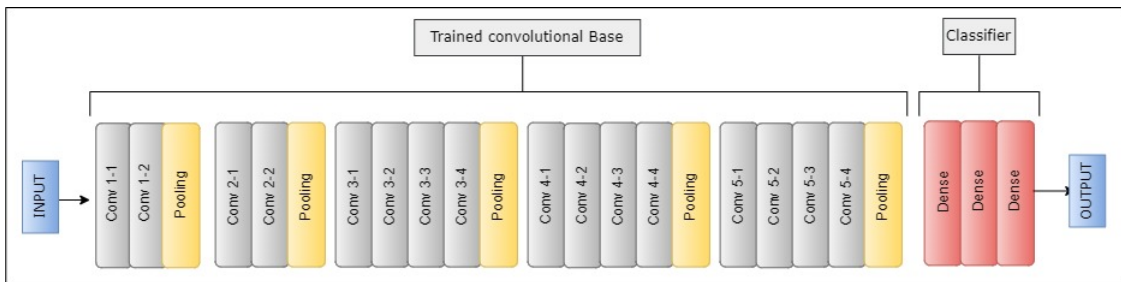 Trained convolutional Base
Classifier
INPUT
Conv 1-1
Conv 1-2
Pooling
Conv 2-1
Conv 2-2
Pooling
Conv 3-1
Conv 3-2
Conv 3-3
Conv 3-4
Pooling
Conv 4-1
Conv 4-2
Conv 4-3
Conv 4-4
Pooling
Conv 5-1
Conv 5-2
Conv 5-3
Conv 5-4
Pooling
Dense
Dense
Dense
OUTPUT